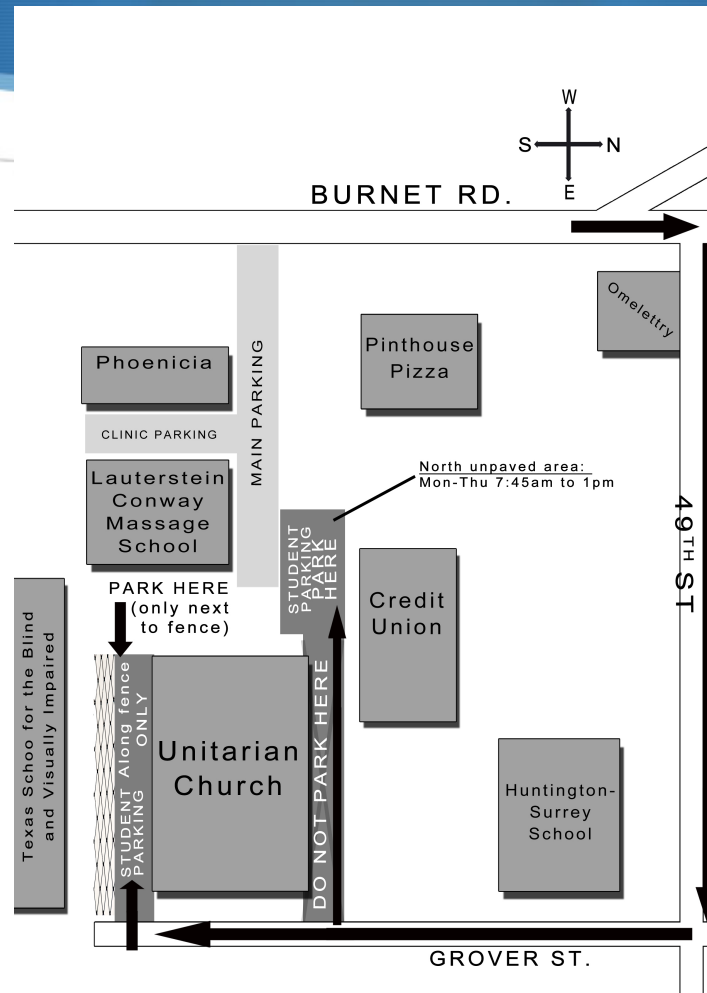 W
S N
E
BURNET RD.
Omelettry
Phoenicia
Pinthouse
Pizza
MAIN PARKING
CLINIC PARKING
Lauterstein
Conway
Massage
School
North unpaved area:
Mon-Thu 7:45am to 1pm
49TH ST
STUDENT
PARKING
PARK
HERE
PARK HERE
(only next
to fence)
Credit
Union
Texas Schoo for the Blind
and Visually Impaired
STUDENT Along fence
PARKING ONLY
Unitarian
Church
DO NOT PARK HERE
Huntington-
Surrey
School
GROVER ST.